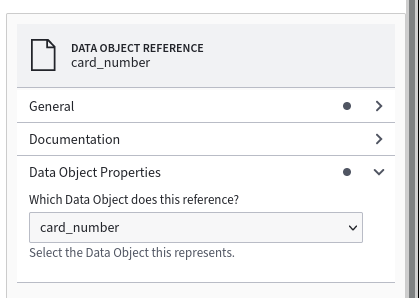 DATA OBJECT REFERENCE
card_number
General
Documentation
Data Object Properties
Which Data Object does this reference?
card_number
Select the Data Object this represents.